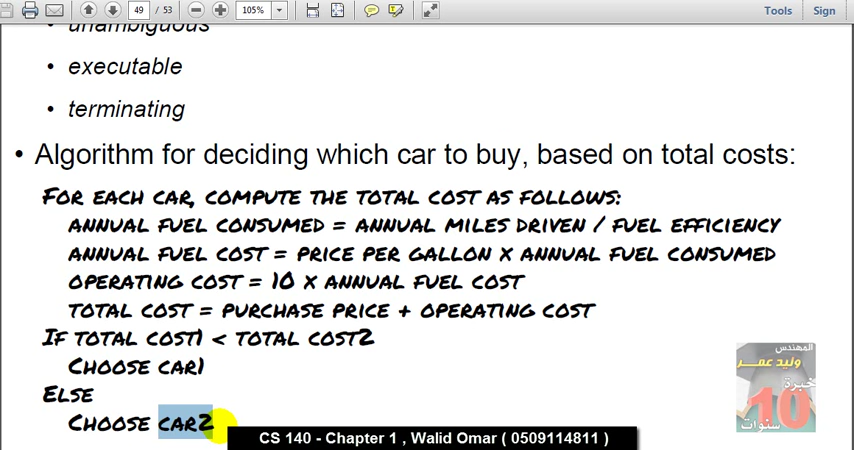 49 / 53 105% Tools Sign
unambiguous
• executable
• terminating
• Algorithm for deciding which car to buy, based on total costs:
For each car, compute the total cost as follows:
annual fuel consumed = annual miles driven / fuel efficiency
annual fuel cost = price per gallon x annual fuel consumed
operating cost = 10 x annual fuel cost
total cost = purchase price + operating cost
If total cost1 < total cost2
Choose car1
Else
Choose car2
المهندس
وليد عمر
خبرة
10
سنوات
CS 140 - Chapter 1 , Walid Omar ( 0509114811 )